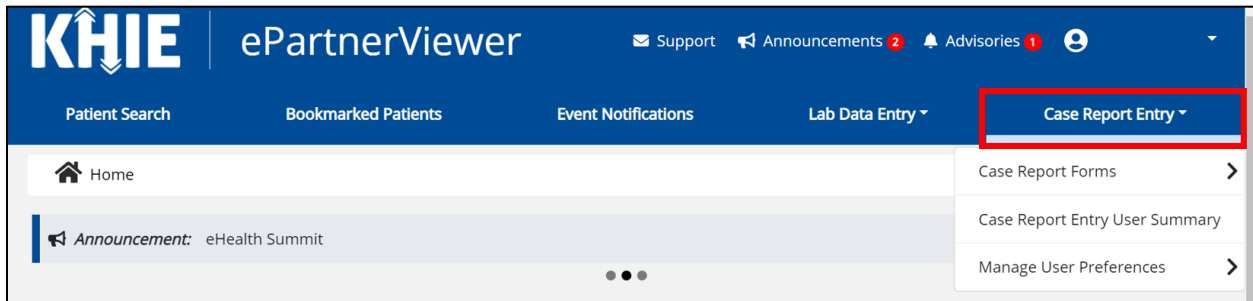 KHIE ePartnerViewer Support Announcements 2 Advisories 1
Patient Search Bookmarked Patients Event Notifications Lab Data Entry Case Report Entry
Home
Case Report Forms
Case Report Entry User Summary
Announcement: eHealth Summit
Manage User Preferences